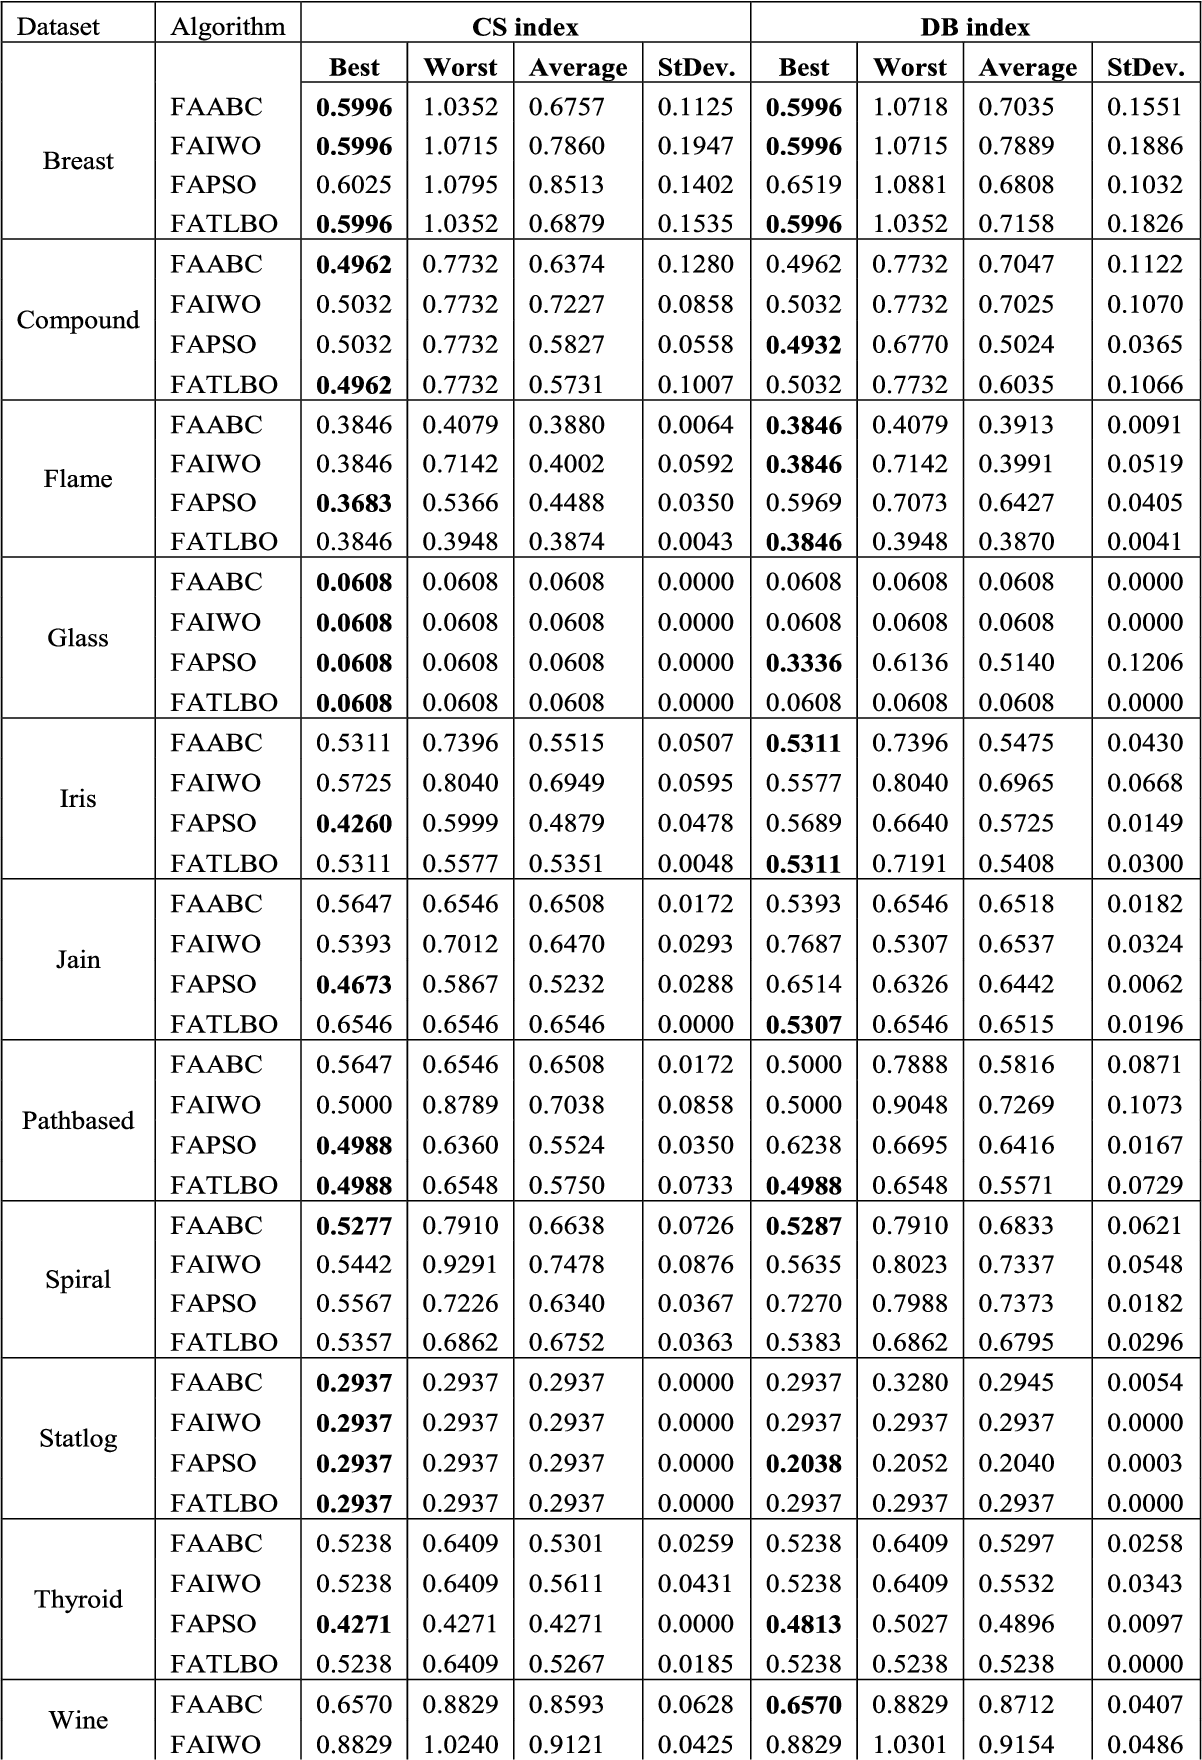 Dataset Algorithm CS index DB index
Best Worst Average StDev. Best Worst Average StDev.
Breast
FAABC 0.5996 1.0352 0.6757 0.1125 0.5996 1.0718 0.7035 0.1551
FAIWO 0.5996 1.0715 0.7860 0.1947 0.5996 1.0715 0.7889 0.1886
FAPSO 0.6025 1.0795 0.8513 0.1402 0.6519 1.0881 0.6808 0.1032
FATLBO 0.5996 1.0352 0.6879 0.1535 0.5996 1.0352 0.7158 0.1826
Compound
FAABC 0.4962 0.7732 0.6374 0.1280 0.4962 0.7732 0.7047 0.1122
FAIWO 0.5032 0.7732 0.7227 0.0858 0.5032 0.7732 0.7025 0.1070
FAPSO 0.5032 0.7732 0.5827 0.0558 0.4932 0.6770 0.5024 0.0365
FATLBO 0.4962 0.7732 0.5731 0.1007 0.5032 0.7732 0.6035 0.1066
Flame
FAABC 0.3846 0.4079 0.3880 0.0064 0.3846 0.4079 0.3913 0.0091
FAIWO 0.3846 0.7142 0.4002 0.0592 0.3846 0.7142 0.3991 0.0519
FAPSO 0.3683 0.5366 0.4488 0.0350 0.5969 0.7073 0.6427 0.0405
FATLBO 0.3846 0.3948 0.3874 0.0043 0.3846 0.3948 0.3870 0.0041
Glass
FAABC 0.0608 0.0608 0.0608 0.0000 0.0608 0.0608 0.0608 0.0000
FAIWO 0.0608 0.0608 0.0608 0.0000 0.0608 0.0608 0.0608 0.0000
FAPSO 0.0608 0.0608 0.0608 0.0000 0.3336 0.6136 0.5140 0.1206
FATLBO 0.0608 0.0608 0.0608 0.0000 0.0608 0.0608 0.0608 0.0000
Iris
FAABC 0.5311 0.7396 0.5515 0.0507 0.5311 0.7396 0.5475 0.0430
FAIWO 0.5725 0.8040 0.6949 0.0595 0.5577 0.8040 0.6965 0.0668
FAPSO 0.4260 0.5999 0.4879 0.0478 0.5689 0.6640 0.5725 0.0149
FATLBO 0.5311 0.5577 0.5351 0.0048 0.5311 0.7191 0.5408 0.0300
Jain
FAABC 0.5647 0.6546 0.6508 0.0172 0.5393 0.6546 0.6518 0.0182
FAIWO 0.5393 0.7012 0.6470 0.0293 0.7687 0.5307 0.6537 0.0324
FAPSO 0.4673 0.5867 0.5232 0.0288 0.6514 0.6326 0.6442 0.0062
FATLBO 0.6546 0.6546 0.6546 0.0000 0.5307 0.6546 0.6515 0.0196
Pathbased
FAABC 0.5647 0.6546 0.6508 0.0172 0.5000 0.7888 0.5816 0.0871
FAIWO 0.5000 0.8789 0.7038 0.0858 0.5000 0.9048 0.7269 0.1073
FAPSO 0.4988 0.6360 0.5524 0.0350 0.6238 0.6695 0.6416 0.0167
FATLBO 0.4988 0.6548 0.5750 0.0733 0.4988 0.6548 0.5571 0.0729
Spiral
FAABC 0.5277 0.7910 0.6638 0.0726 0.5287 0.7910 0.6833 0.0621
FAIWO 0.5442 0.9291 0.7478 0.0876 0.5635 0.8023 0.7337 0.0548
FAPSO 0.5567 0.7226 0.6340 0.0367 0.7270 0.7988 0.7373 0.0182
FATLBO 0.5357 0.6862 0.6752 0.0363 0.5383 0.6862 0.6795 0.0296
Statlog
FAABC 0.2937 0.2937 0.2937 0.0000 0.2937 0.3280 0.2945 0.0054
FAIWO 0.2937 0.2937 0.2937 0.0000 0.2937 0.2937 0.2937 0.0000
FAPSO 0.2937 0.2937 0.2937 0.0000 0.2038 0.2052 0.2040 0.0003
FATLBO 0.2937 0.2937 0.2937 0.0000 0.2937 0.2937 0.2937 0.0000
Thyroid
FAABC 0.5238 0.6409 0.5301 0.0259 0.5238 0.6409 0.5297 0.0258
FAIWO 0.5238 0.6409 0.5611 0.0431 0.5238 0.6409 0.5532 0.0343
FAPSO 0.4271 0.4271 0.4271 0.0000 0.4813 0.5027 0.4896 0.0097
FATLBO 0.5238 0.6409 0.5267 0.0185 0.5238 0.5238 0.5238 0.0000
Wine
FAABC 0.6570 0.8829 0.8593 0.0628 0.6570 0.8829 0.8712 0.0407
FAIWO 0.8829 1.0240 0.9121 0.0425 0.8829 1.0301 0.9154 0.0486